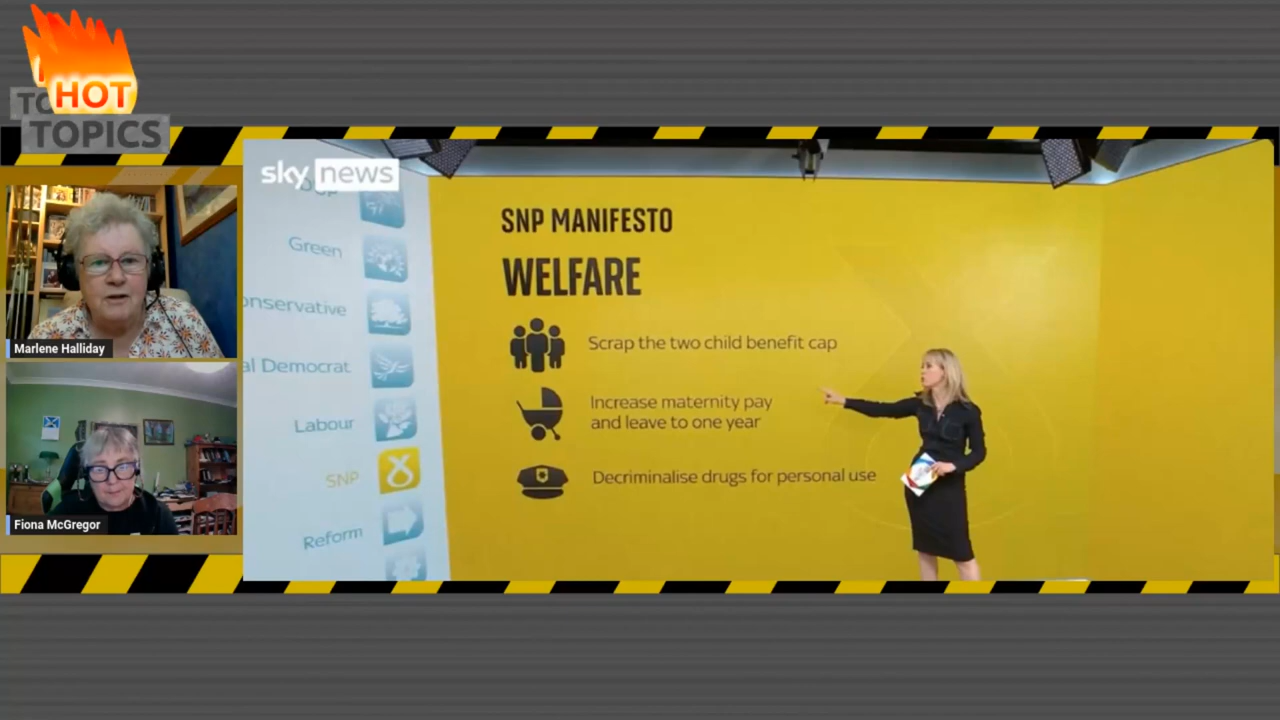 HOT
TOPICS
Marlene Halliday
Fiona McGregor
sky news
Green
onservative
al Democrat
Labour
SNP
Reform
SNP MANIFESTO
WELFARE
Scrap the two child benefit cap
Increase maternity pay
and leave to one year
Decriminalise drugs for personal use